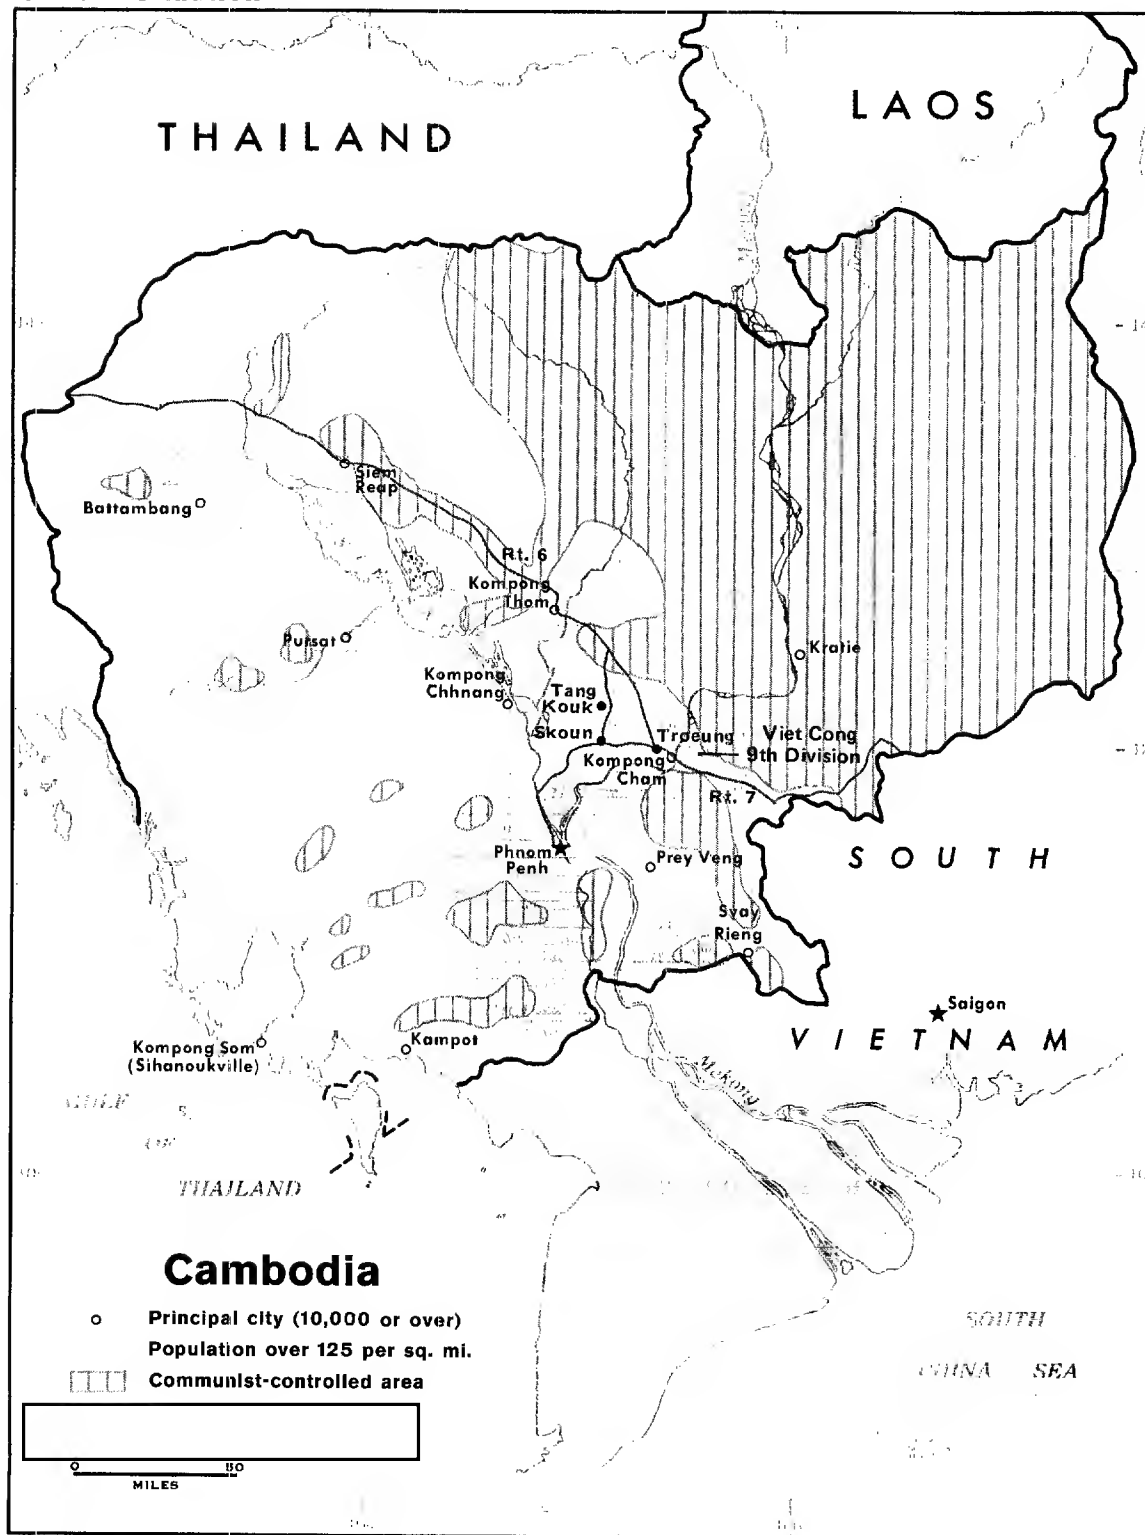 THAILAND
LAOS
Siem
Reap
Battambang
Rt. 6
Kompong
Thom
Pursat
Kratie
Kompong
Chhnang
Tang
Kouk
Skoun
Troeung
Viet Cong
9th Division
Kompong
Cham
Rt. 7
Phnom
Penh
Prey Veng
SOUTH
Svay
Rieng
Saigon
VIETNAM
Kompong Som
(Sihanoukville)
Kampot
Mekong
THAILAND
Cambodia
Principal city (10,000 or over)
Population over 125 per sq. mi.
Communist-controlled area
SOUTH
SEA
0 50
MILES